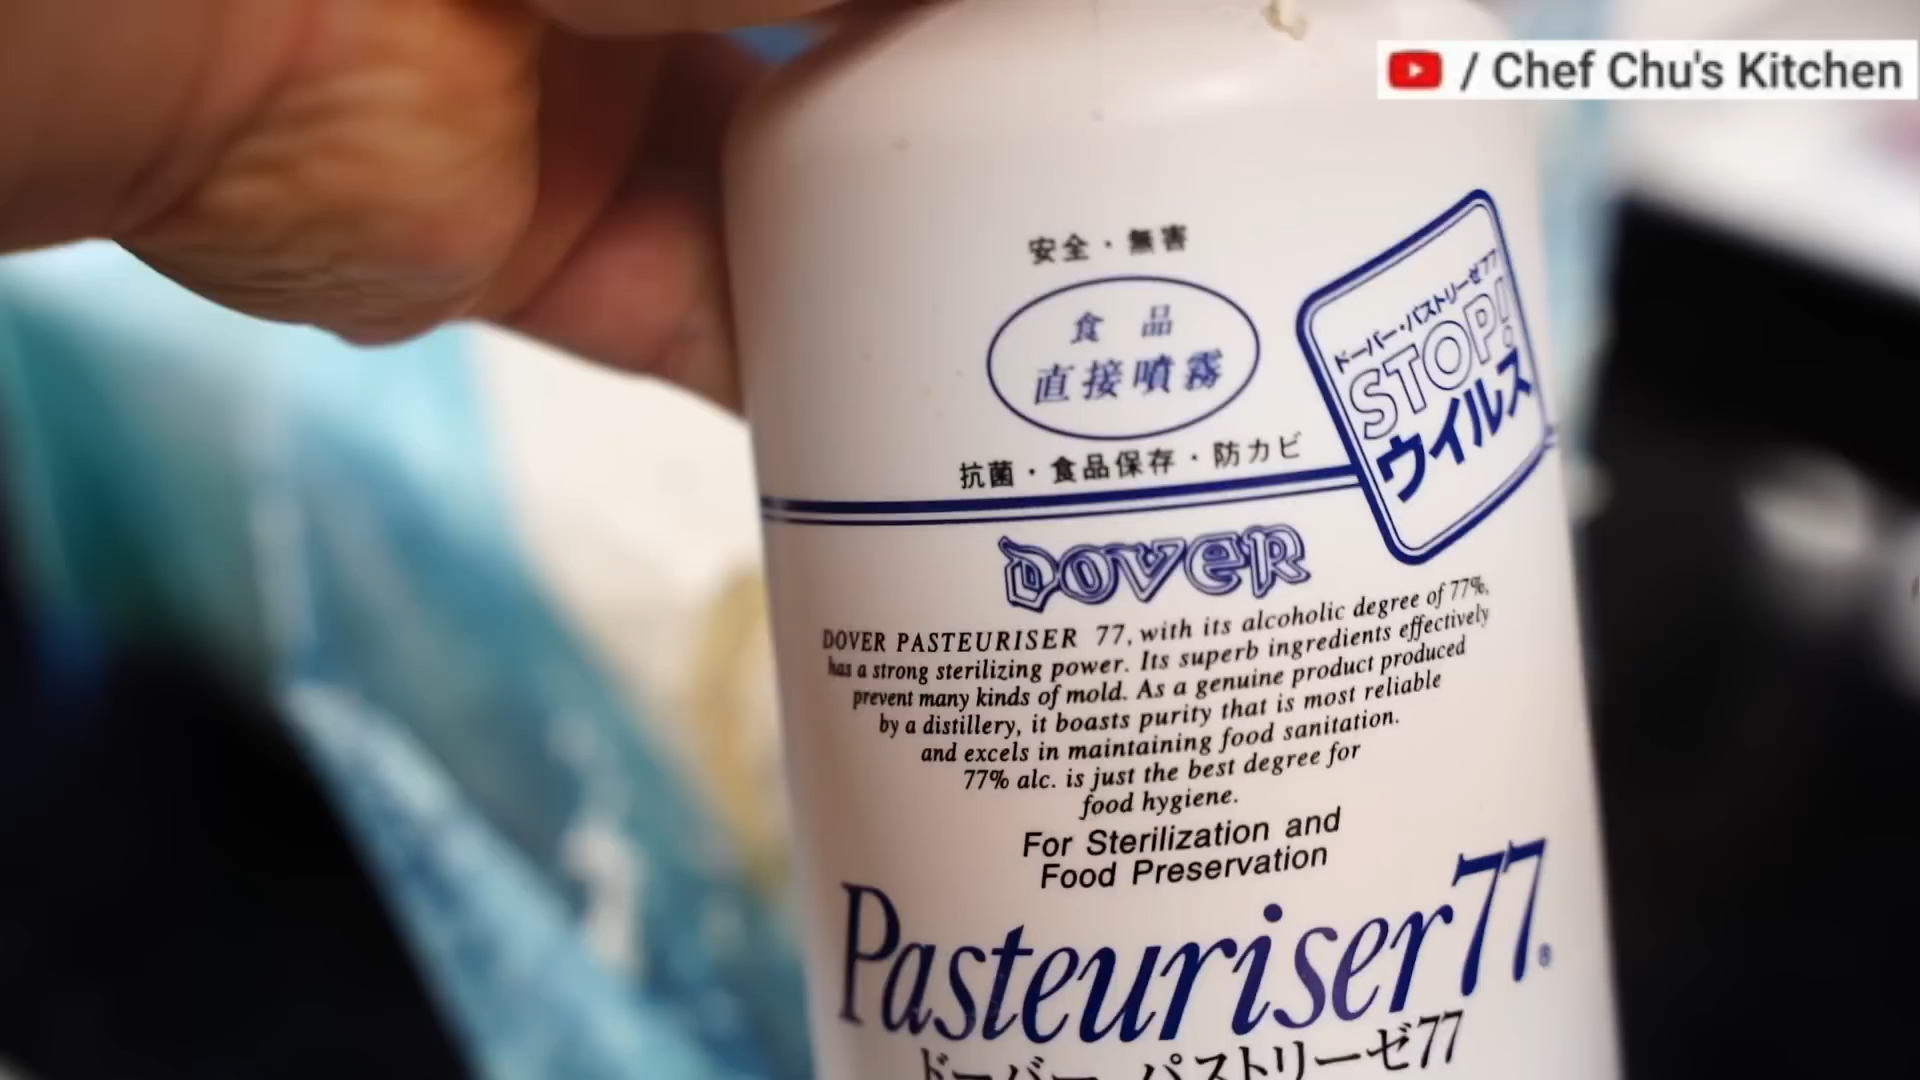 / Chef Chu's Kitchen
安全・無害
食品
直接噴霧
抗菌・食品保存・防カビ
ドーバー・パストリーゼ77
STOP!
ウイルス
DOVER
DOVER PASTEURISER 77, with its alcoholic degree of 77%,
has a strong sterilizing power. Its superb ingredients effectively
prevent many kinds of mold. As a genuine product produced
by a distillery, it boasts purity that is most reliable
and excels in maintaining food sanitation.
77% alc. is just the best degree for
food hygiene.
For Sterilization and
Food Preservation
Pasteuriser77®
ドーバー パストリーゼ77